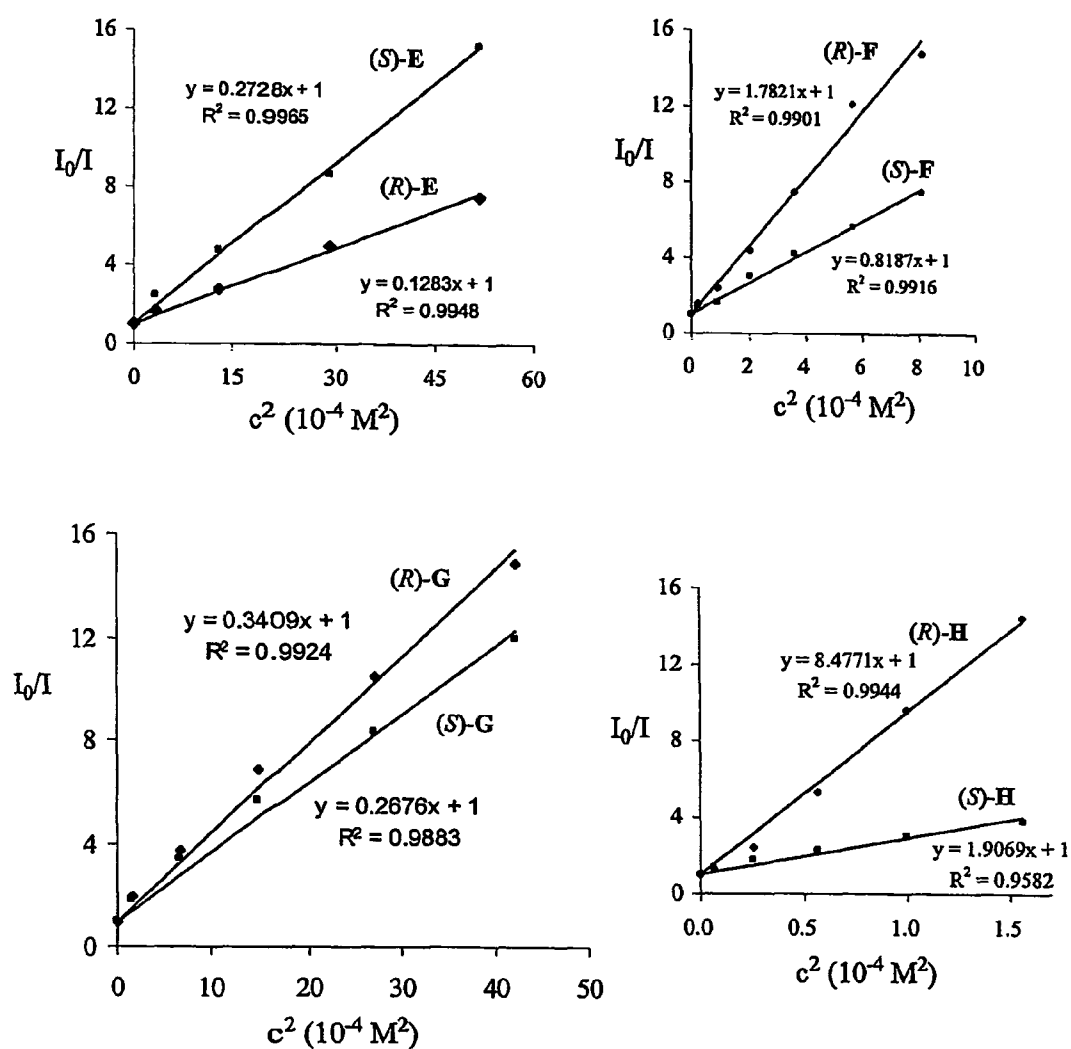 16
12
8
4
0
I₀/I
(S)-E
y = 0.2728x + 1
R² = 0.9965
(R)-E
y = 0.1283x + 1
R² = 0.9948
0 15 30 45 60
c² (10⁻⁴ M²)
16
12
8
4
0
I₀/I
(R)-F
y = 1.7821x + 1
R² = 0.9901
(S)-F
y = 0.8187x + 1
R² = 0.9916
0 2 4 6 8 10
c² (10⁻⁴ M²)
16
12
8
4
0
I₀/I
(R)-G
y = 0.3409x + 1
R² = 0.9924
(S)-G
y = 0.2676x + 1
R² = 0.9883
0 10 20 30 40 50
c² (10⁻⁴ M²)
16
12
8
4
0
I₀/I
(R)-H
y = 8.4771x + 1
R² = 0.9944
(S)-H
y = 1.9069x + 1
R² = 0.9582
0.0 0.5 1.0 1.5
c² (10⁻⁴ M²)